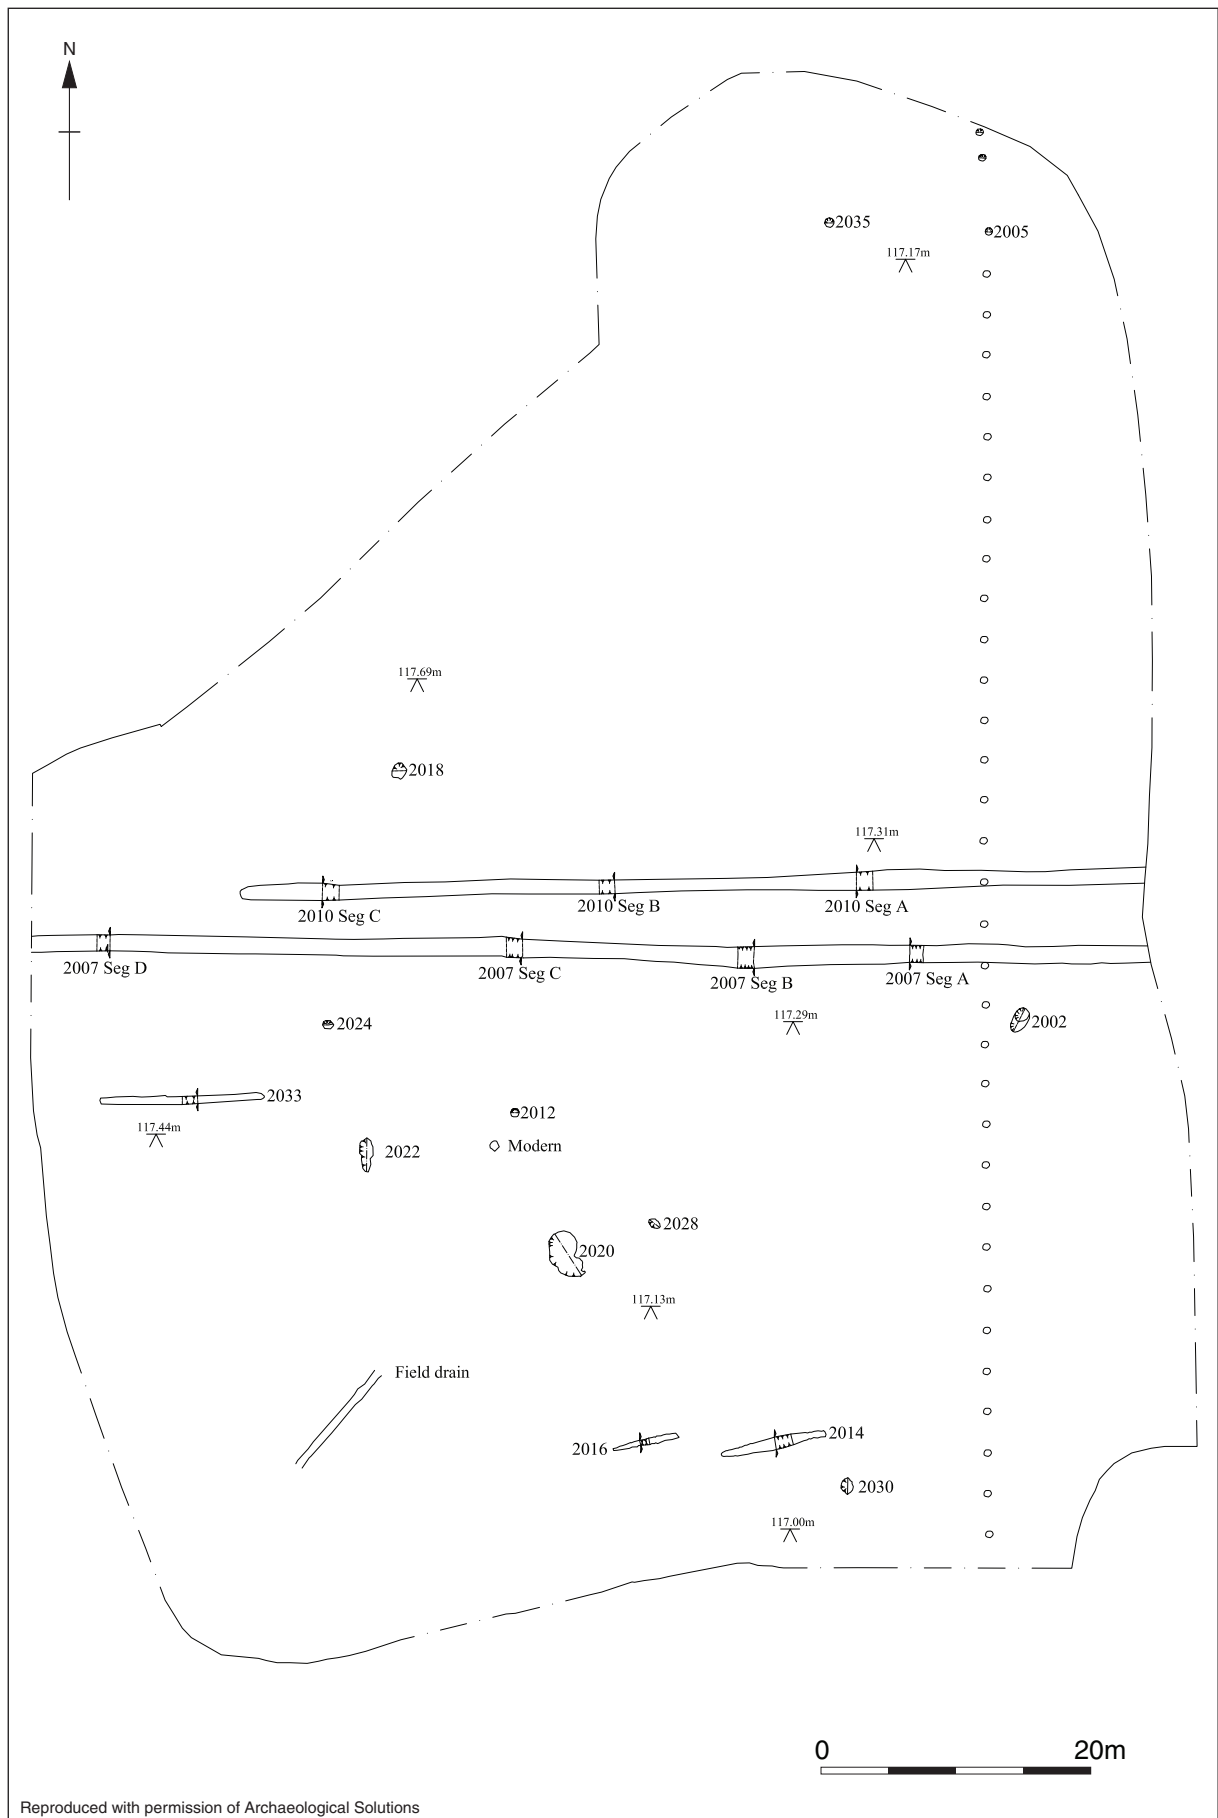 N
2035
2005
117.17m
117.69m
2018
117.31m
2010 Seg C
2010 Seg B
2010 Seg A
2007 Seg D
2007 Seg C
2007 Seg B
2007 Seg A
2024
117.29m
2002
2033
2012
117.44m
2022
Modern
2028
2020
117.13m
Field drain
2016
2014
2030
117.00m
0 20m
Reproduced with permission of Archaeological Solutions